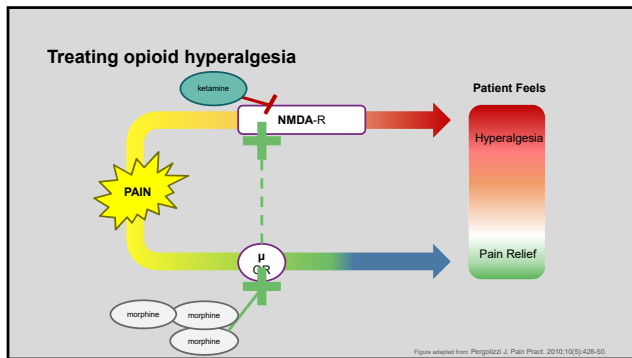 Treating opioid hyperalgesia
ketamine
Patient Feels
NMDA-R
Hyperalgesia
PAIN
μ
OR
Pain Relief
morphine
morphine
morphine
Figure adapted from: Pergolizzi J. Pain Pract. 2010;10(5):428-50.